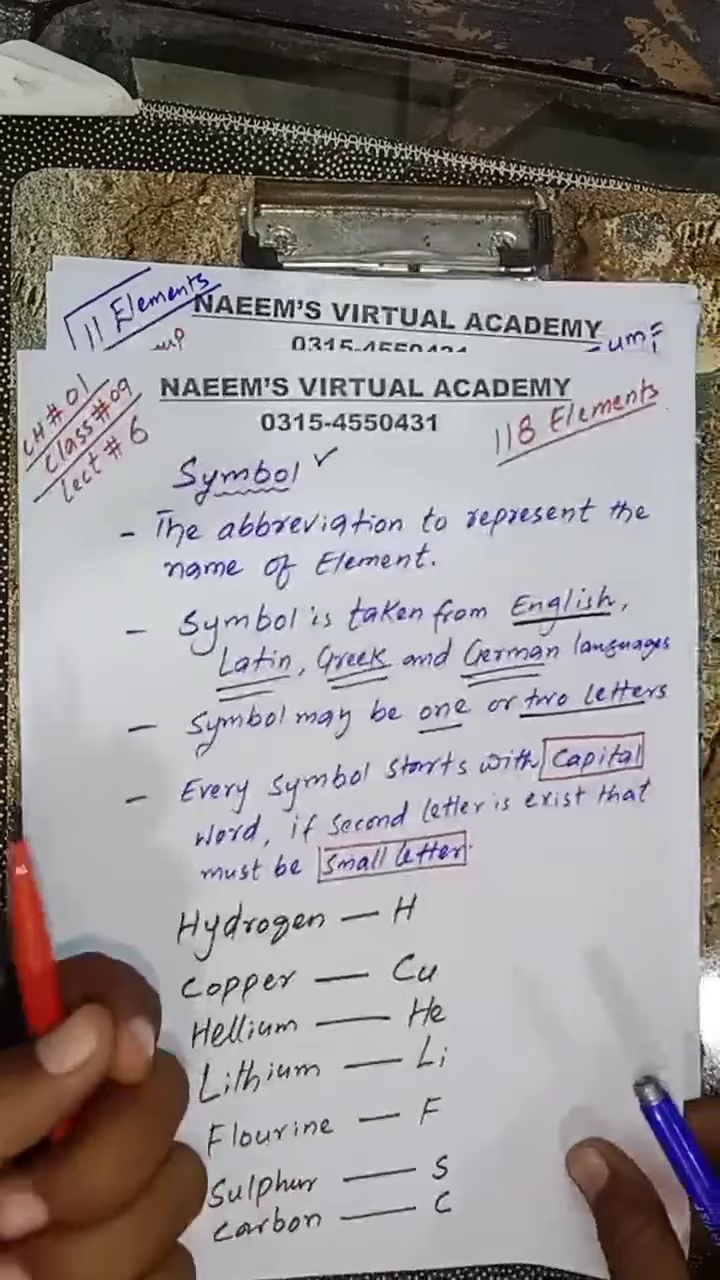 11 Elements
NAEEM'S VIRTUAL ACADEMY
0315-4550431
um
CH # 01
Class # 09
Lect # 6
NAEEM'S VIRTUAL ACADEMY
0315-4550431
118 Elements
Symbol ✓
- The abbreviation to represent the
name of Element.
- Symbol is taken from English,
Latin, Greek and German languages
- Symbol may be one or two letters
- Every symbol starts with Capital
word, if second letter is exist that
must be small letter.
Hydrogen — H
Copper — Cu
Hellium — He
Lithium — Li
Flourine — F
Sulphur — S
Carbon — C